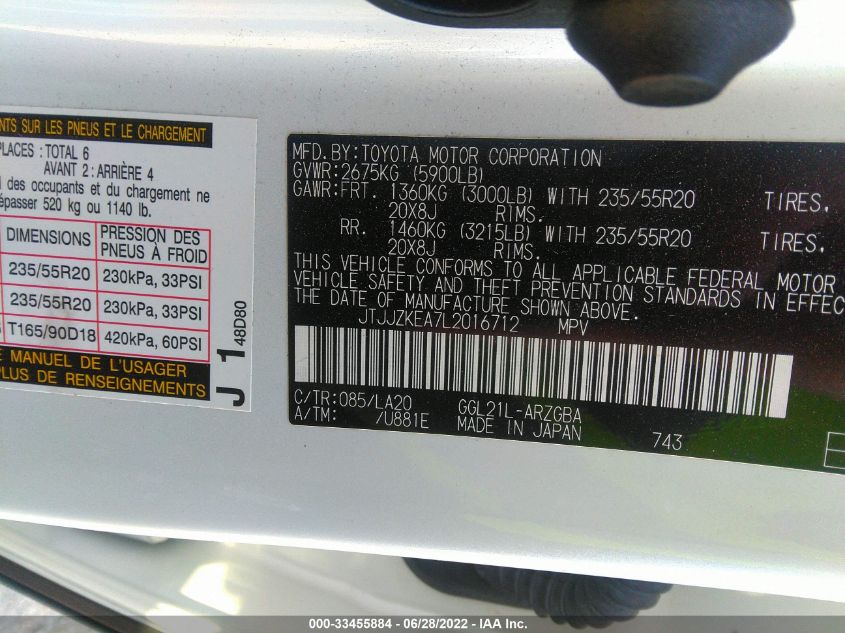 NTS SUR LES PNEUS ET LE CHARGEMENT
PLACES : TOTAL 6
AVANT 2: ARRIÈRE 4
des occupants et du chargement ne
épasser 520 kg ou 1140 lb.
DIMENSIONS PRESSION DES PNEUS À FROID
235/55R20 230kPa, 33PSI
235/55R20 230kPa, 33PSI
T165/90D18 420kPa, 60PSI
E MANUEL DE L'USAGER
PLUS DE RENSEIGNEMENTS
J 1 48D80
MFD.BY:TOYOTA MOTOR CORPORATION
GVWR:2675KG (5900LB)
GAWR:FRT. 1360KG (3000LB) WITH 235/55R20 TIRES.
20X8J RIMS.
RR. 1460KG (3215LB) WITH 235/55R20 TIRES.
20X8J RIMS.
THIS VEHICLE CONFORMS TO ALL APPLICABLE FEDERAL MOTOR
VEHICLE SAFETY AND THEFT PREVENTION STANDARDS IN EFFEC
THE DATE OF MANUFACTURE SHOWN ABOVE.
JTJJZKEA7L2016712 MPV
C/TR:085/LA20 GGL21L-ARZGBA
A/TM: /U881E MADE IN JAPAN 743
000-33455884 - 06/28/2022 - IAA Inc.